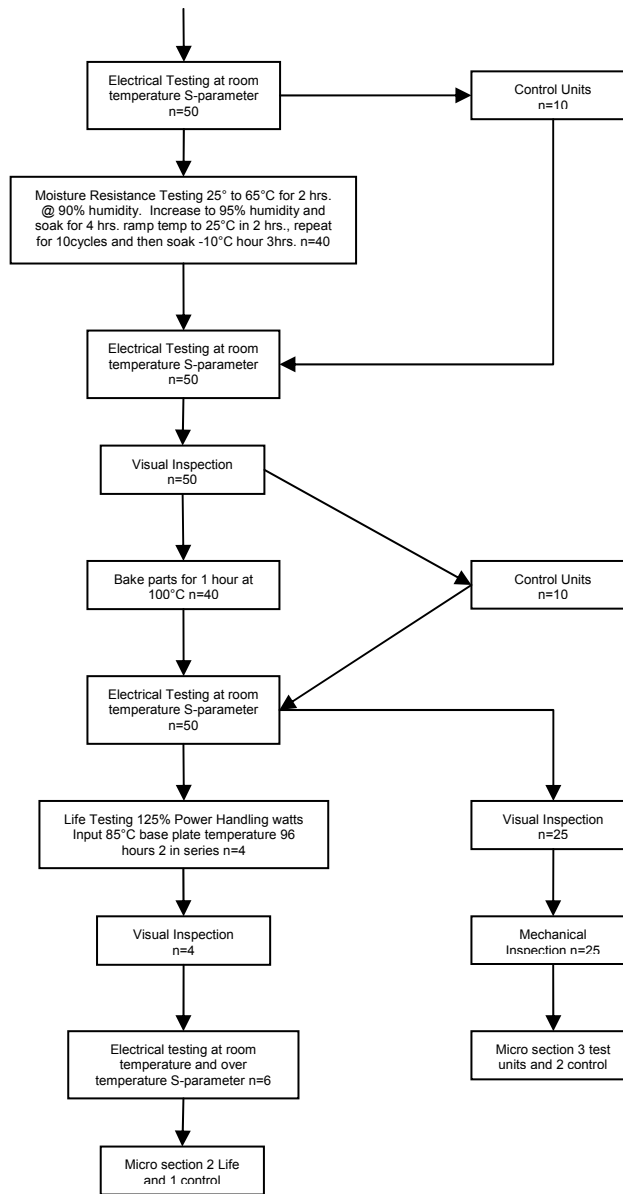 Electrical Testing at room
temperature S-parameter
n=50
Control Units
n=10
Moisture Resistance Testing 25° to 65°C for 2 hrs.
@ 90% humidity.  Increase to 95% humidity and
soak for 4 hrs. ramp temp to 25°C in 2 hrs., repeat
for 10cycles and then soak -10°C hour 3hrs. n=40
Electrical Testing at room
temperature S-parameter
n=50
Visual Inspection
n=50
Bake parts for 1 hour at
100°C n=40
Control Units
n=10
Electrical Testing at room
temperature S-parameter
n=50
Life Testing 125% Power Handling watts
Input 85°C base plate temperature 96
hours 2 in series n=4
Visual Inspection
n=25
Visual Inspection
n=4
Mechanical
Inspection n=25
Electrical testing at room
temperature and over
temperature S-parameter n=6
Micro section 3 test
units and 2 control
Micro section 2 Life
and 1 control